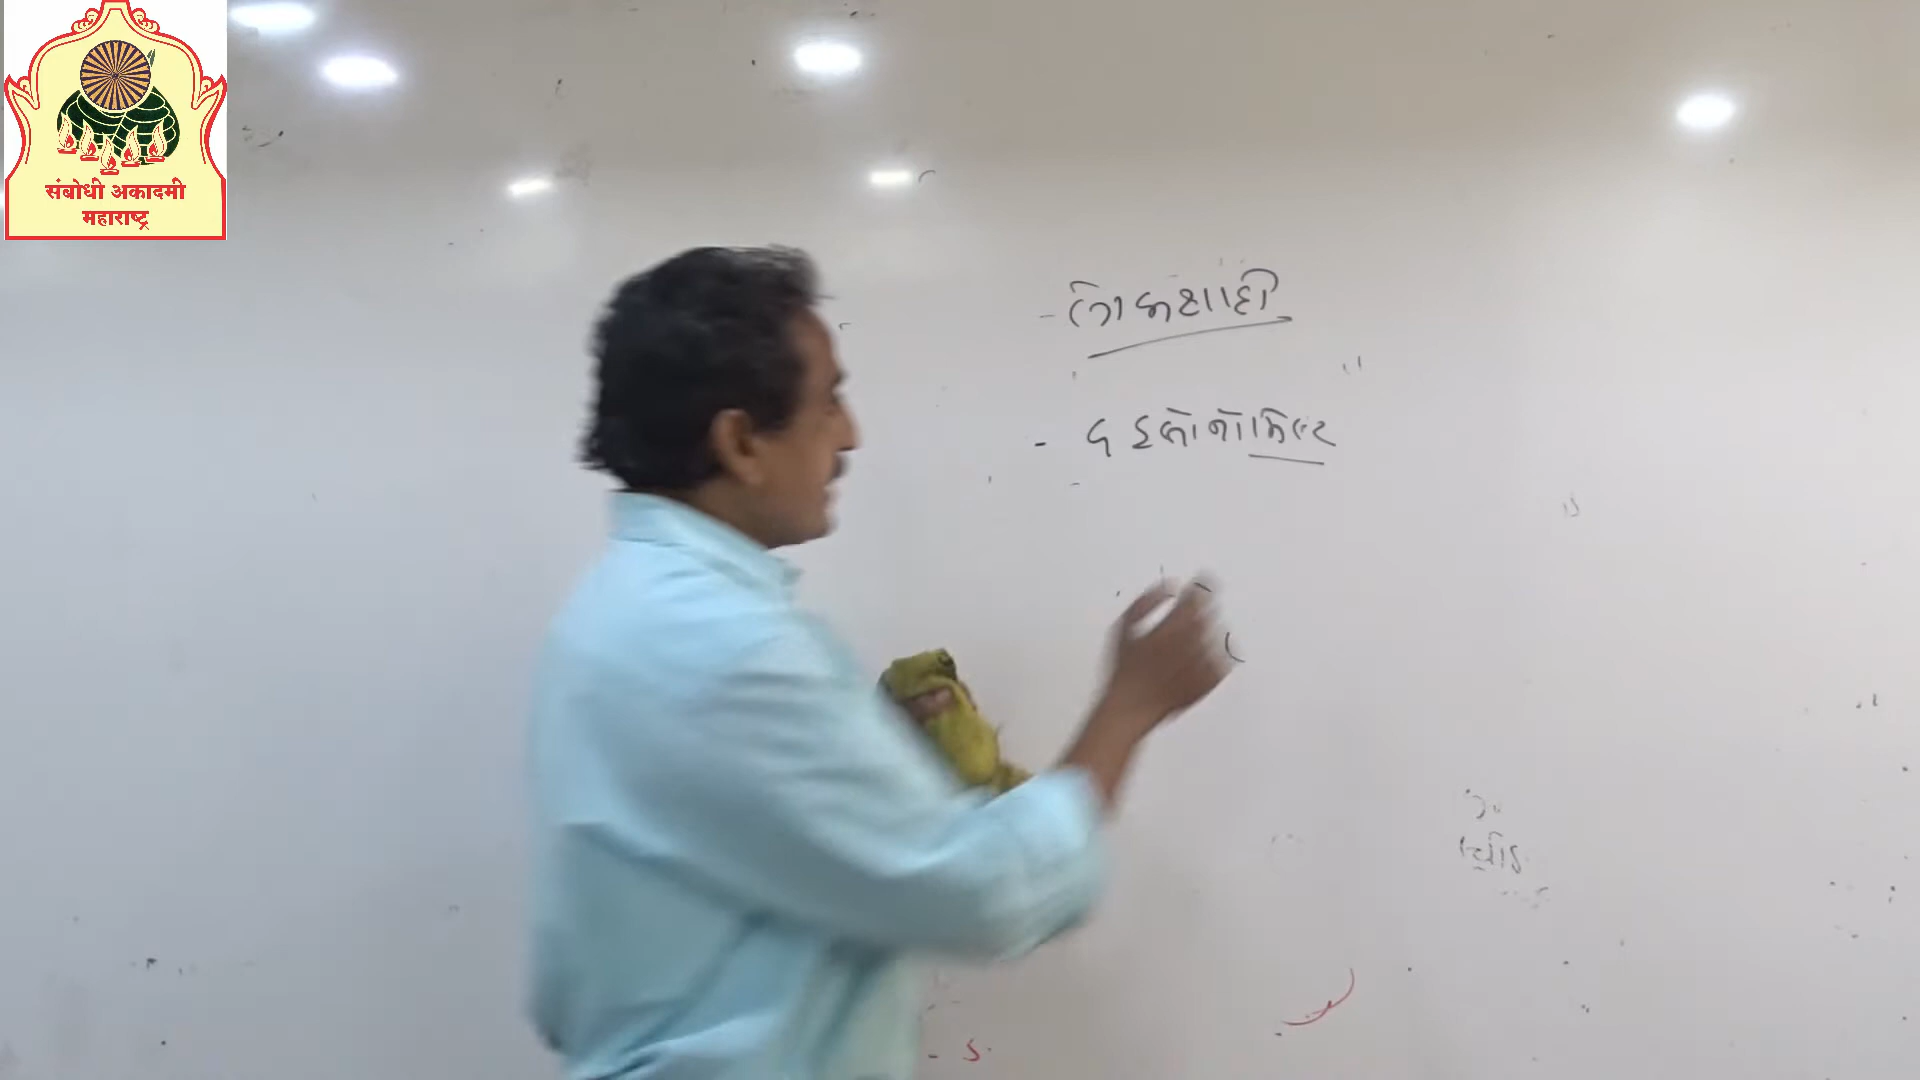 संबोधी अकादमी
महाराष्ट्र
- लोकशाही
- द इकोनोमिस्ट